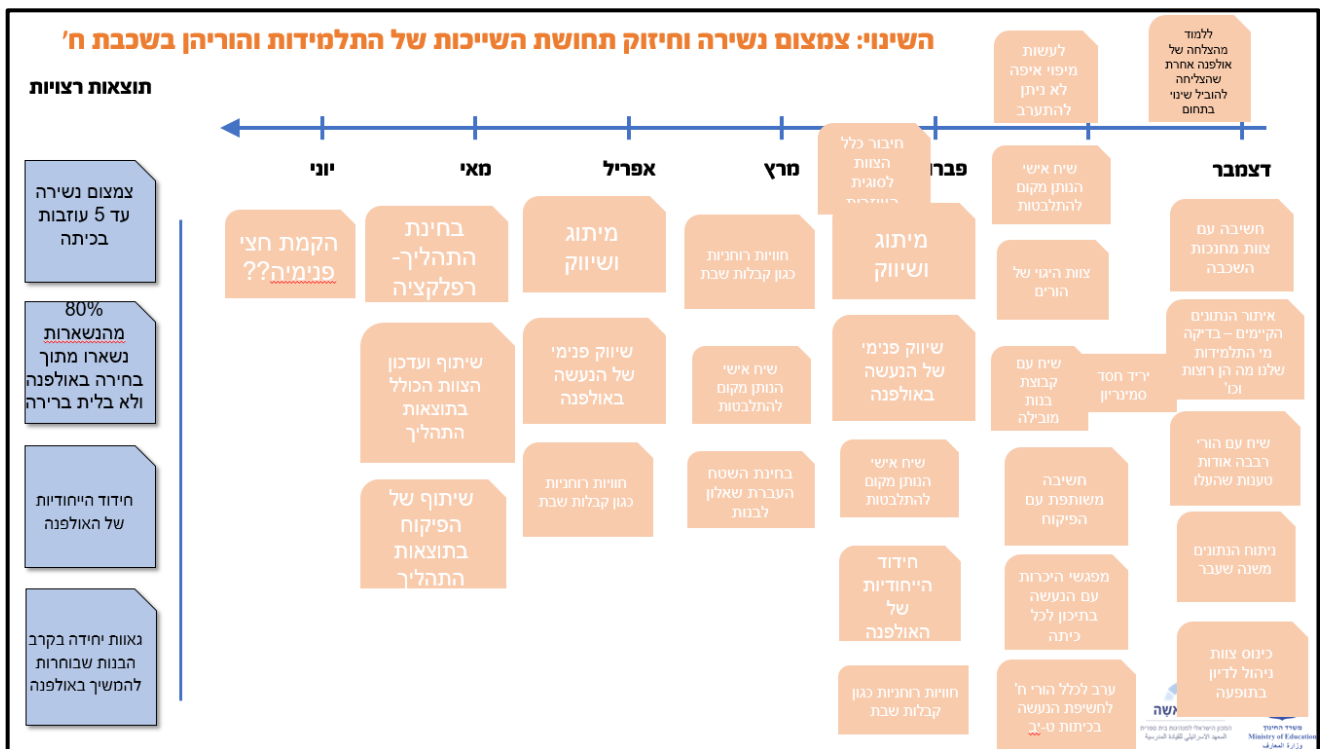 השינוי: צמצום נשירה וחיזוק תחושת השייכות של התלמידות והוריהן בשכבת ח'
ללמוד
מהצלחה של
אולפנה אחרת
שהצליחה
להוביל שינוי
בתחום
לעשות
מיפוי איפה
לא ניתן
להתערב
תוצאות רצויות
דצמבר
פברו
מרץ
אפריל
מאי
יוני
חשיבה עם
צוות מחנכות
השכבה
איתור הנתונים
הקיימים – בדיקה
מי התלמידות
שלנו מה הן רוצות
וכו'
שיח עם הורי
רבבה אודות
טענות שהעלו
ניתוח הנתונים
משנה שעבר
כינוס צוות
ניהול לדיון
בתופעה
יריד חסד
סמינריון
שיח אישי
הנותן מקום
להתלבטות
צוות היגוי של
הורים
שיח עם
קבוצת
בנות
מובילה
חשיבה
משותפת עם
הפיקוח
מפגשי היכרות
עם הנעשה
בתיכון לכל
כיתה
ערב לכלל הורי ח'
לחשיפת הנעשה
בכיתות ט-יב
חיבור כלל
הצוות
לסוגית
מיתוג
ושיווק
שיווק פנימי
של הנעשה
באולפנה
שיח אישי
הנותן מקום
להתלבטות
חידוד
הייחודיות
של
האולפנה
חוויות רוחניות כגון
קבלות שבת
חוויות רוחניות
כגון קבלות שבת
שיח אישי
הנותן מקום
להתלבטות
בחינת השטח
העברת שאלון
לבנות
מיתוג
ושיווק
שיווק פנימי
של הנעשה
באולפנה
חוויות רוחניות
כגון קבלות שבת
בחינת
התהליך-
רפלקציה
שיתוף ועדכון
הצוות הכולל
בתוצאות
התהליך
שיתוף של
הפיקוח
בתוצאות
התהליך
הקמת חצי
פנימיה??
צמצום נשירה
עד 5 עוזבות
בכיתה
80%
מהנשארות
נשארו מתוך
בחירה באולפנה
ולא בלית ברירה
חידוד הייחודיות
של האולפנה
גאוות יחידה בקרב
הבנות שבוחרות
להמשיך באולפנה
משרד החינוך
Ministry of Education
وزارة المعارف